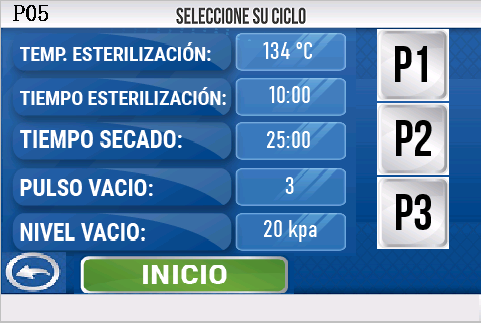 P05
SELECCIONE SU CICLO
TEMP. ESTERILIZACIÓN: 134 °C
TIEMPO ESTERILIZACIÓN: 10:00
TIEMPO SECADO: 25:00
PULSO VACIO: 3
NIVEL VACIO: 20 kpa
P1
P2
P3
INICIO